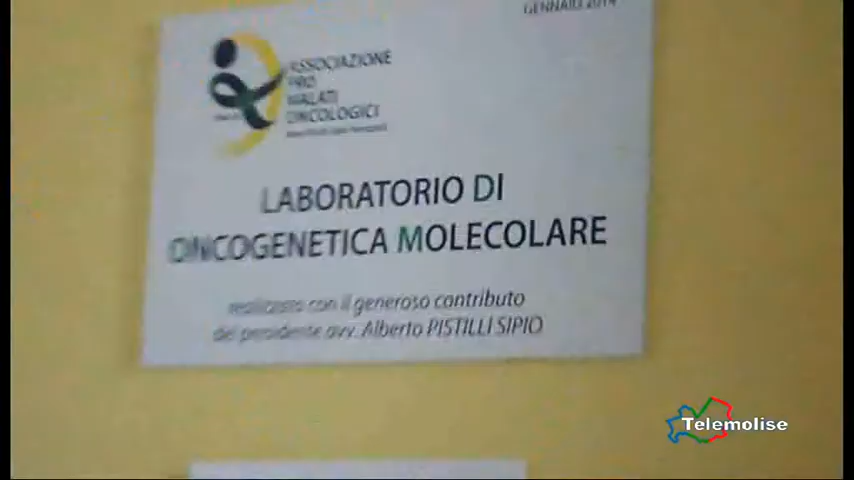 GENNAIO 2014
ASSOCIAZIONE
PRO
MALATI
ONCOLOGICI
LABORATORIO DI
ONCOGENETICA MOLECOLARE
realizzato con il generoso contributo
del presidente avv. Alberto PISTILLI SIPIO
Telemolise